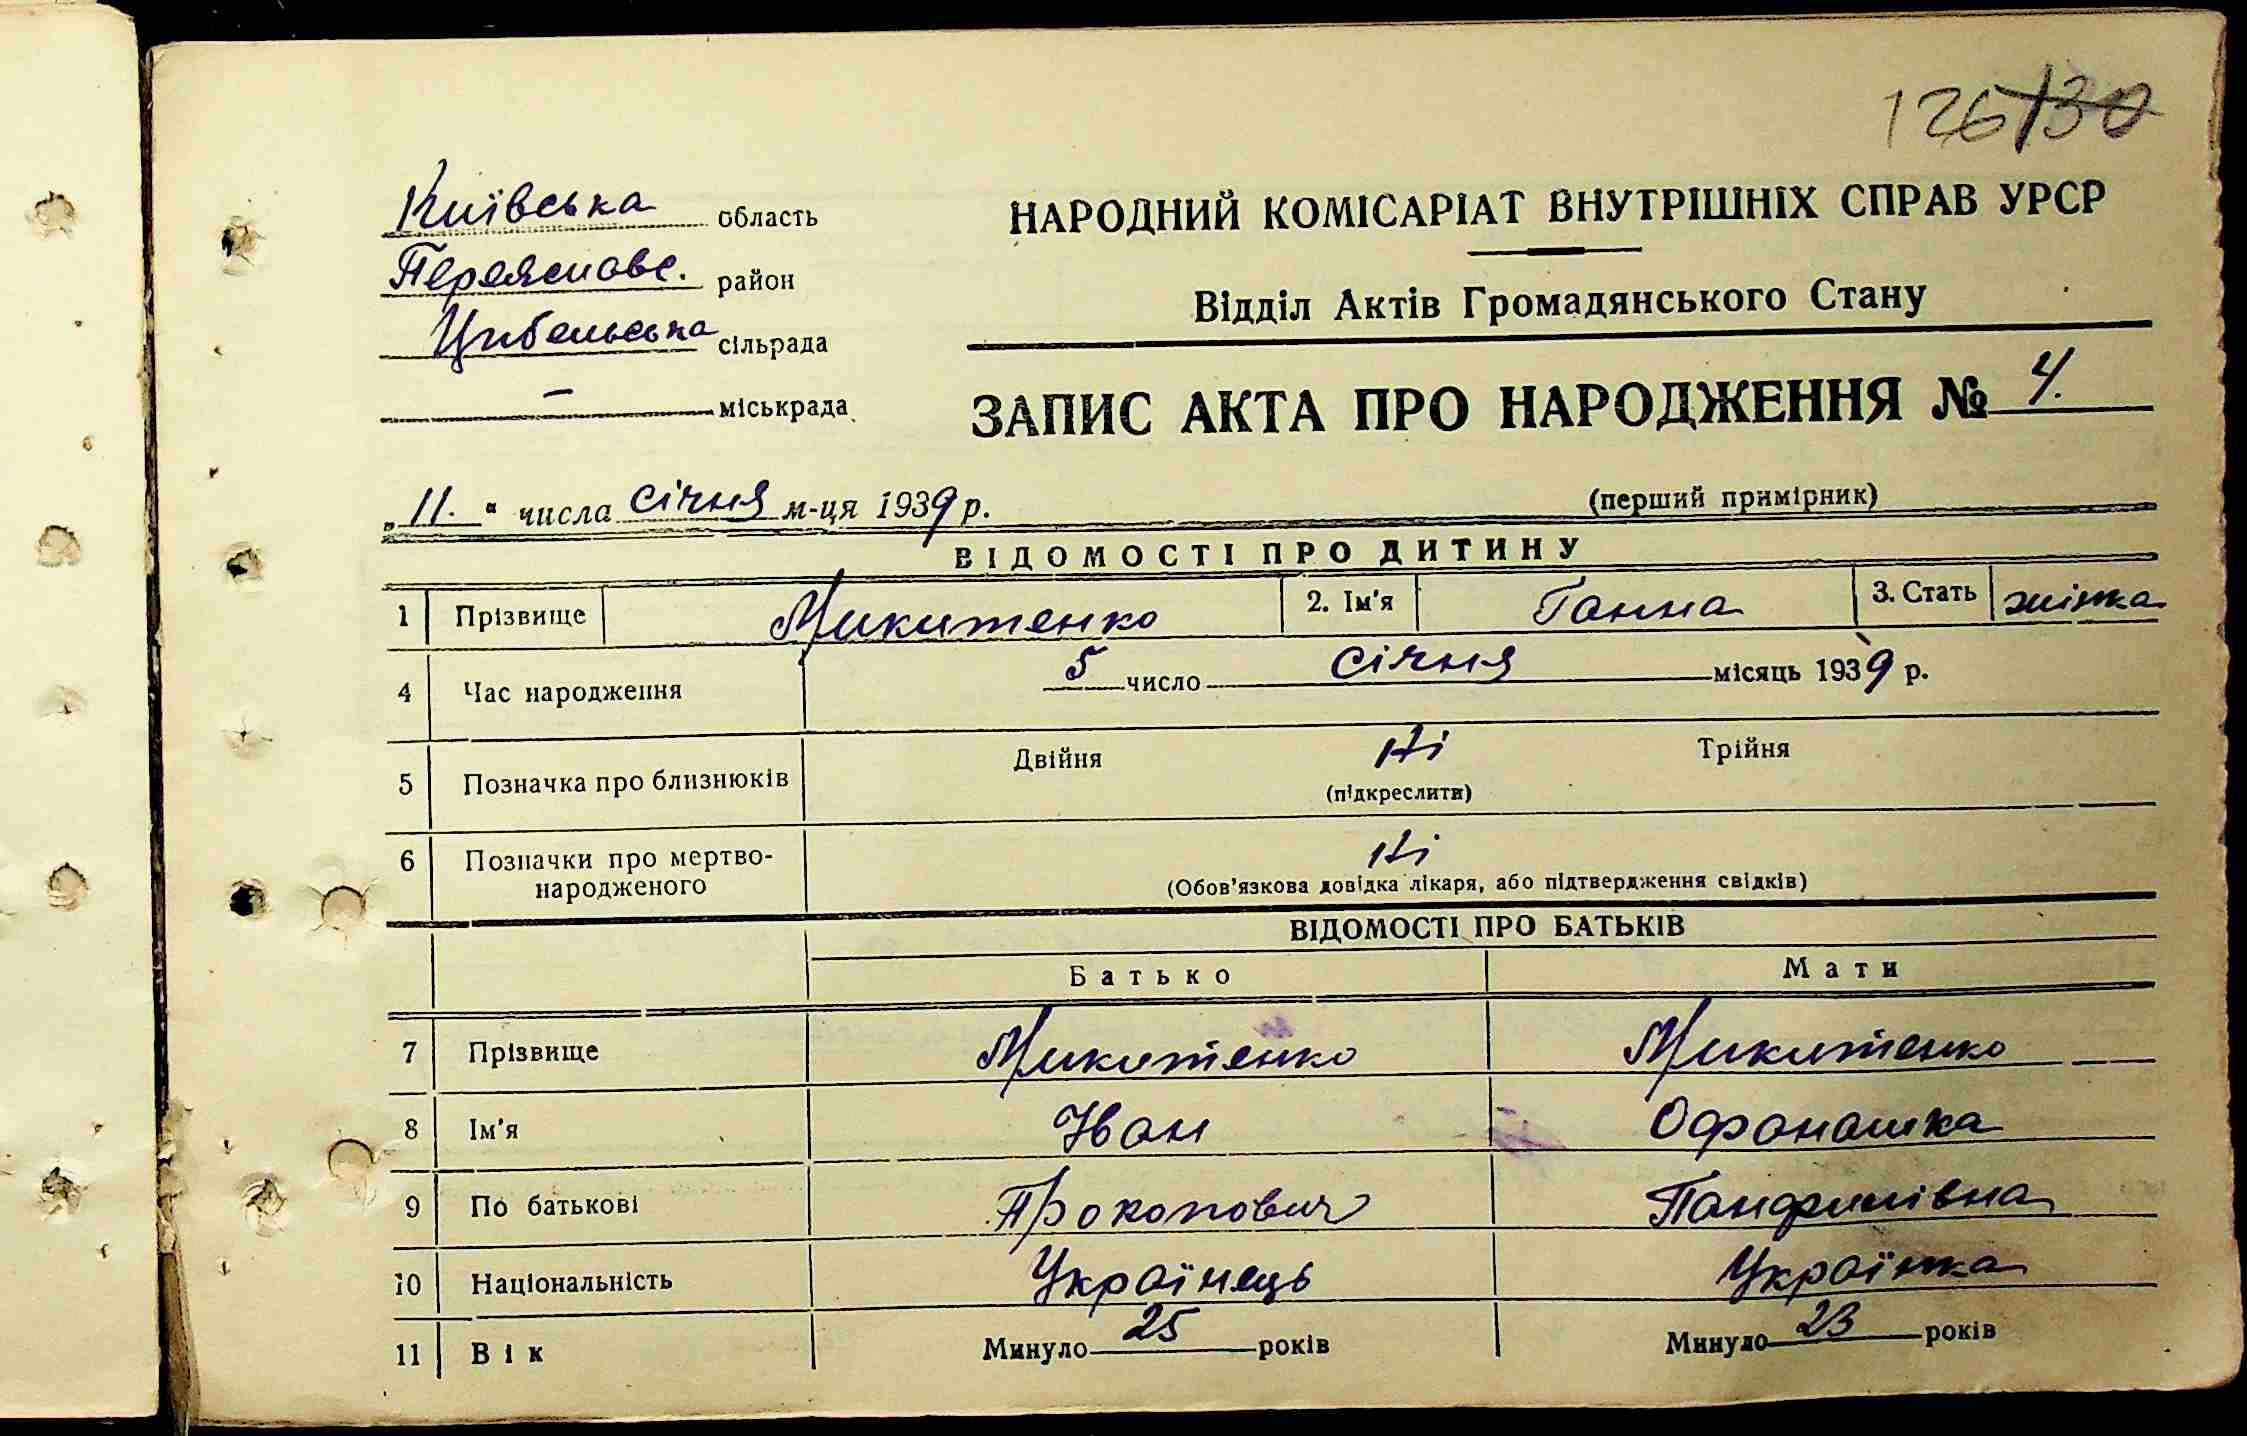 126 130
Київська область
Переяславс. район
Цибельська сільрада
— міськрада
НАРОДНИЙ КОМІСАРІАТ ВНУТРІШНІХ СПРАВ УРСР
Відділ Актів Громадянського Стану
ЗАПИС АКТА ПРО НАРОДЖЕННЯ № 4.
„11." числа січня м-ця 1939 р. (перший примірник)
ВІДОМОСТІ ПРО ДИТИНУ
1 Прізвище Микитенко 2. Ім'я Ганна 3. Стать жінка
4 Час народження 5 число січня місяць 1939 р.
5 Позначка про близнюків Двійня ні Трійня
(підкреслити)
6 Позначки про мертво-
народженого ні
(Обов'язкова довідка лікаря, або підтвердження свідків)
ВІДОМОСТІ ПРО БАТЬКІВ
Батько Мати
7 Прізвище Микитенко Микитенко
8 Ім'я Іван
9 По батькові Прокопович Панфилівна
10 Національність Українець Українка
11 Вік Минуло 25 років Минуло 23 років